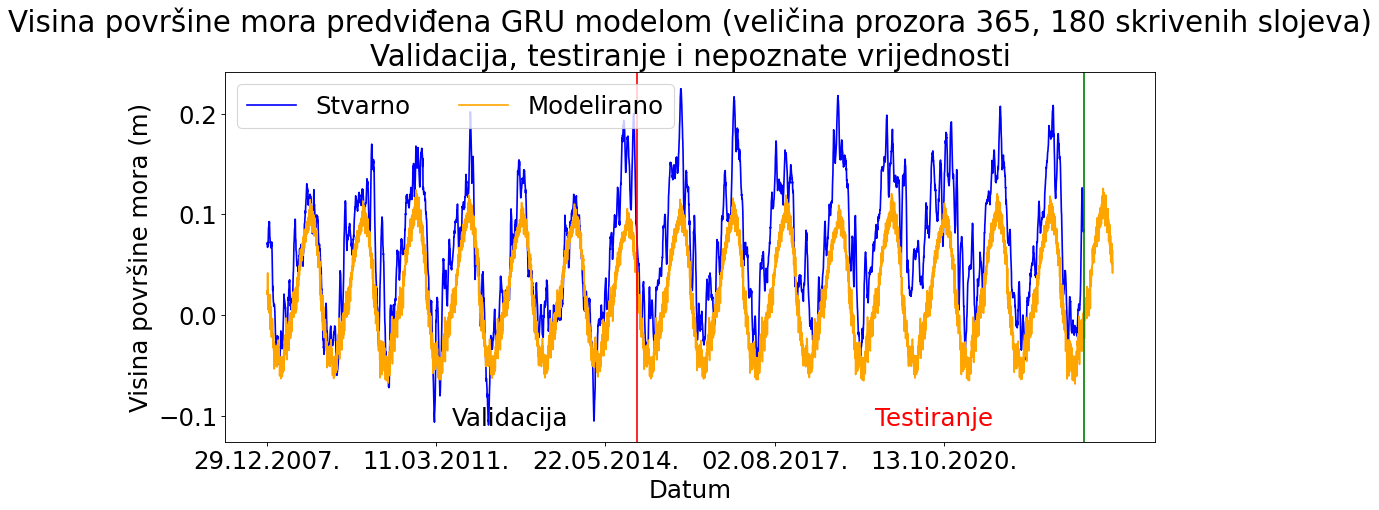 Visina površine mora predviđena GRU modelom (veličina prozora 365, 180 skrivenih slojeva)
Validacija, testiranje i nepoznate vrijednosti
Stvarno
Modelirano
Visina površine mora (m)
0.2
0.1
0.0
−0.1
Validacija
Testiranje
29.12.2007.
11.03.2011.
22.05.2014.
02.08.2017.
13.10.2020.
Datum